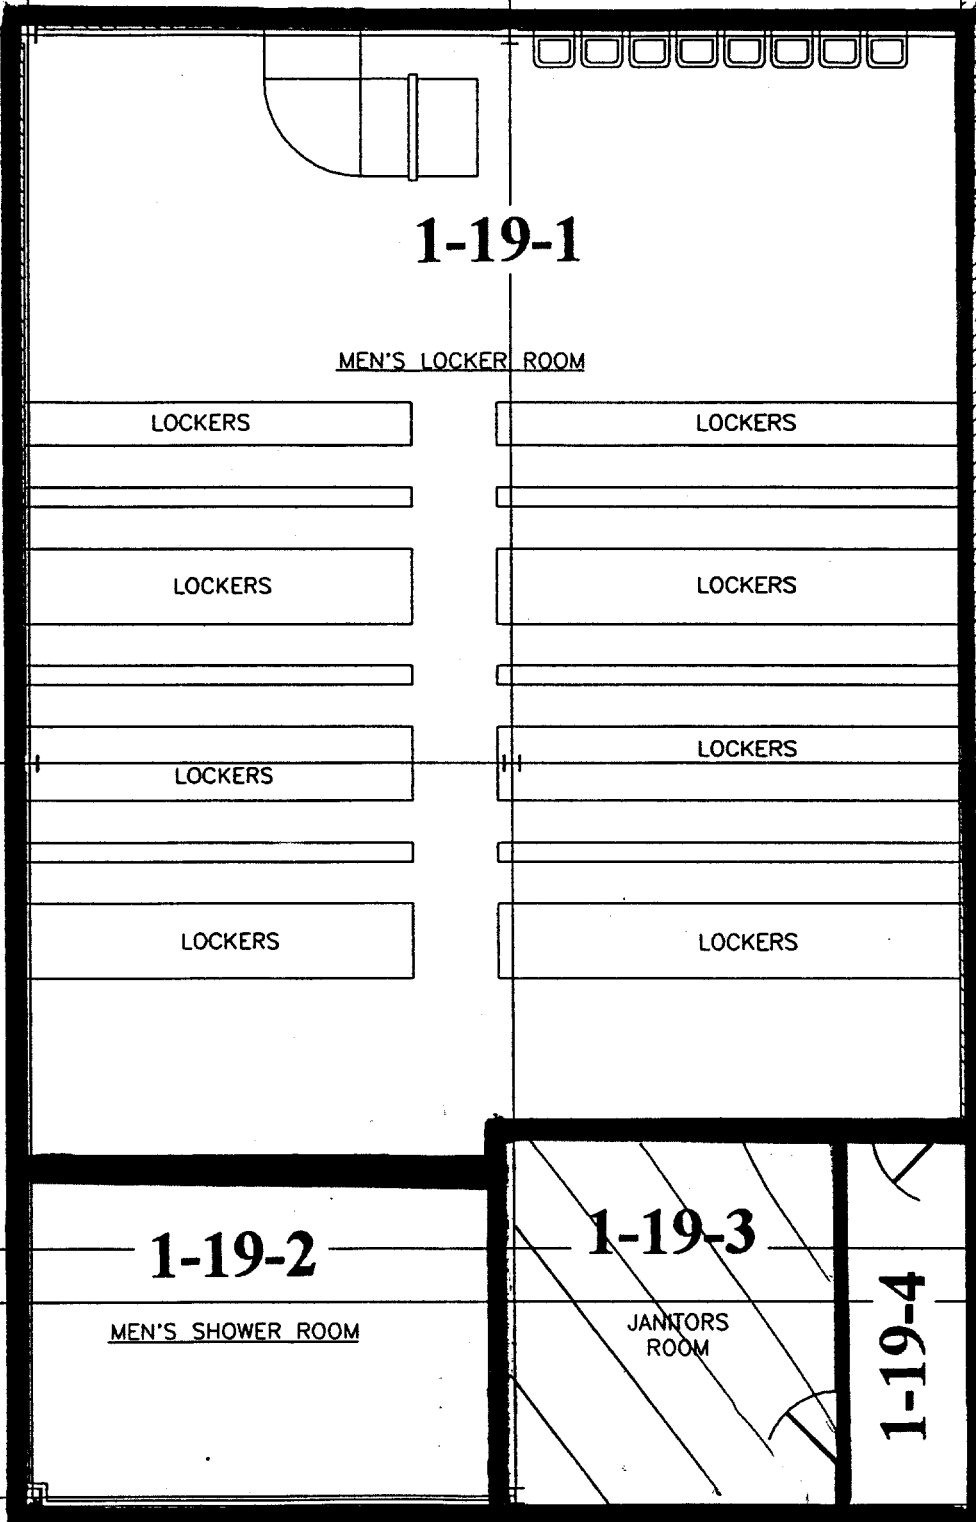 1-19-1
MEN'S LOCKER ROOM
LOCKERS
LOCKERS
LOCKERS
LOCKERS
LOCKERS
LOCKERS
LOCKERS
LOCKERS
1-19-2
MEN'S SHOWER ROOM
1-19-3
JANITORS
ROOM
1-19-4